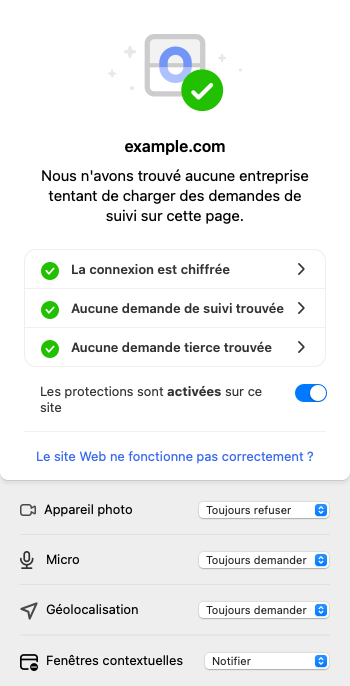 example.com
Nous n'avons trouvé aucune entreprise
tentant de charger des demandes de
suivi sur cette page.
La connexion est chiffrée
Aucune demande de suivi trouvée
Aucune demande tierce trouvée
Les protections sont activées sur ce
site
Le site Web ne fonctionne pas correctement ?
Appareil photo Toujours refuser
Micro Toujours demander
Géolocalisation Toujours demander
Fenêtres contextuelles Notifier